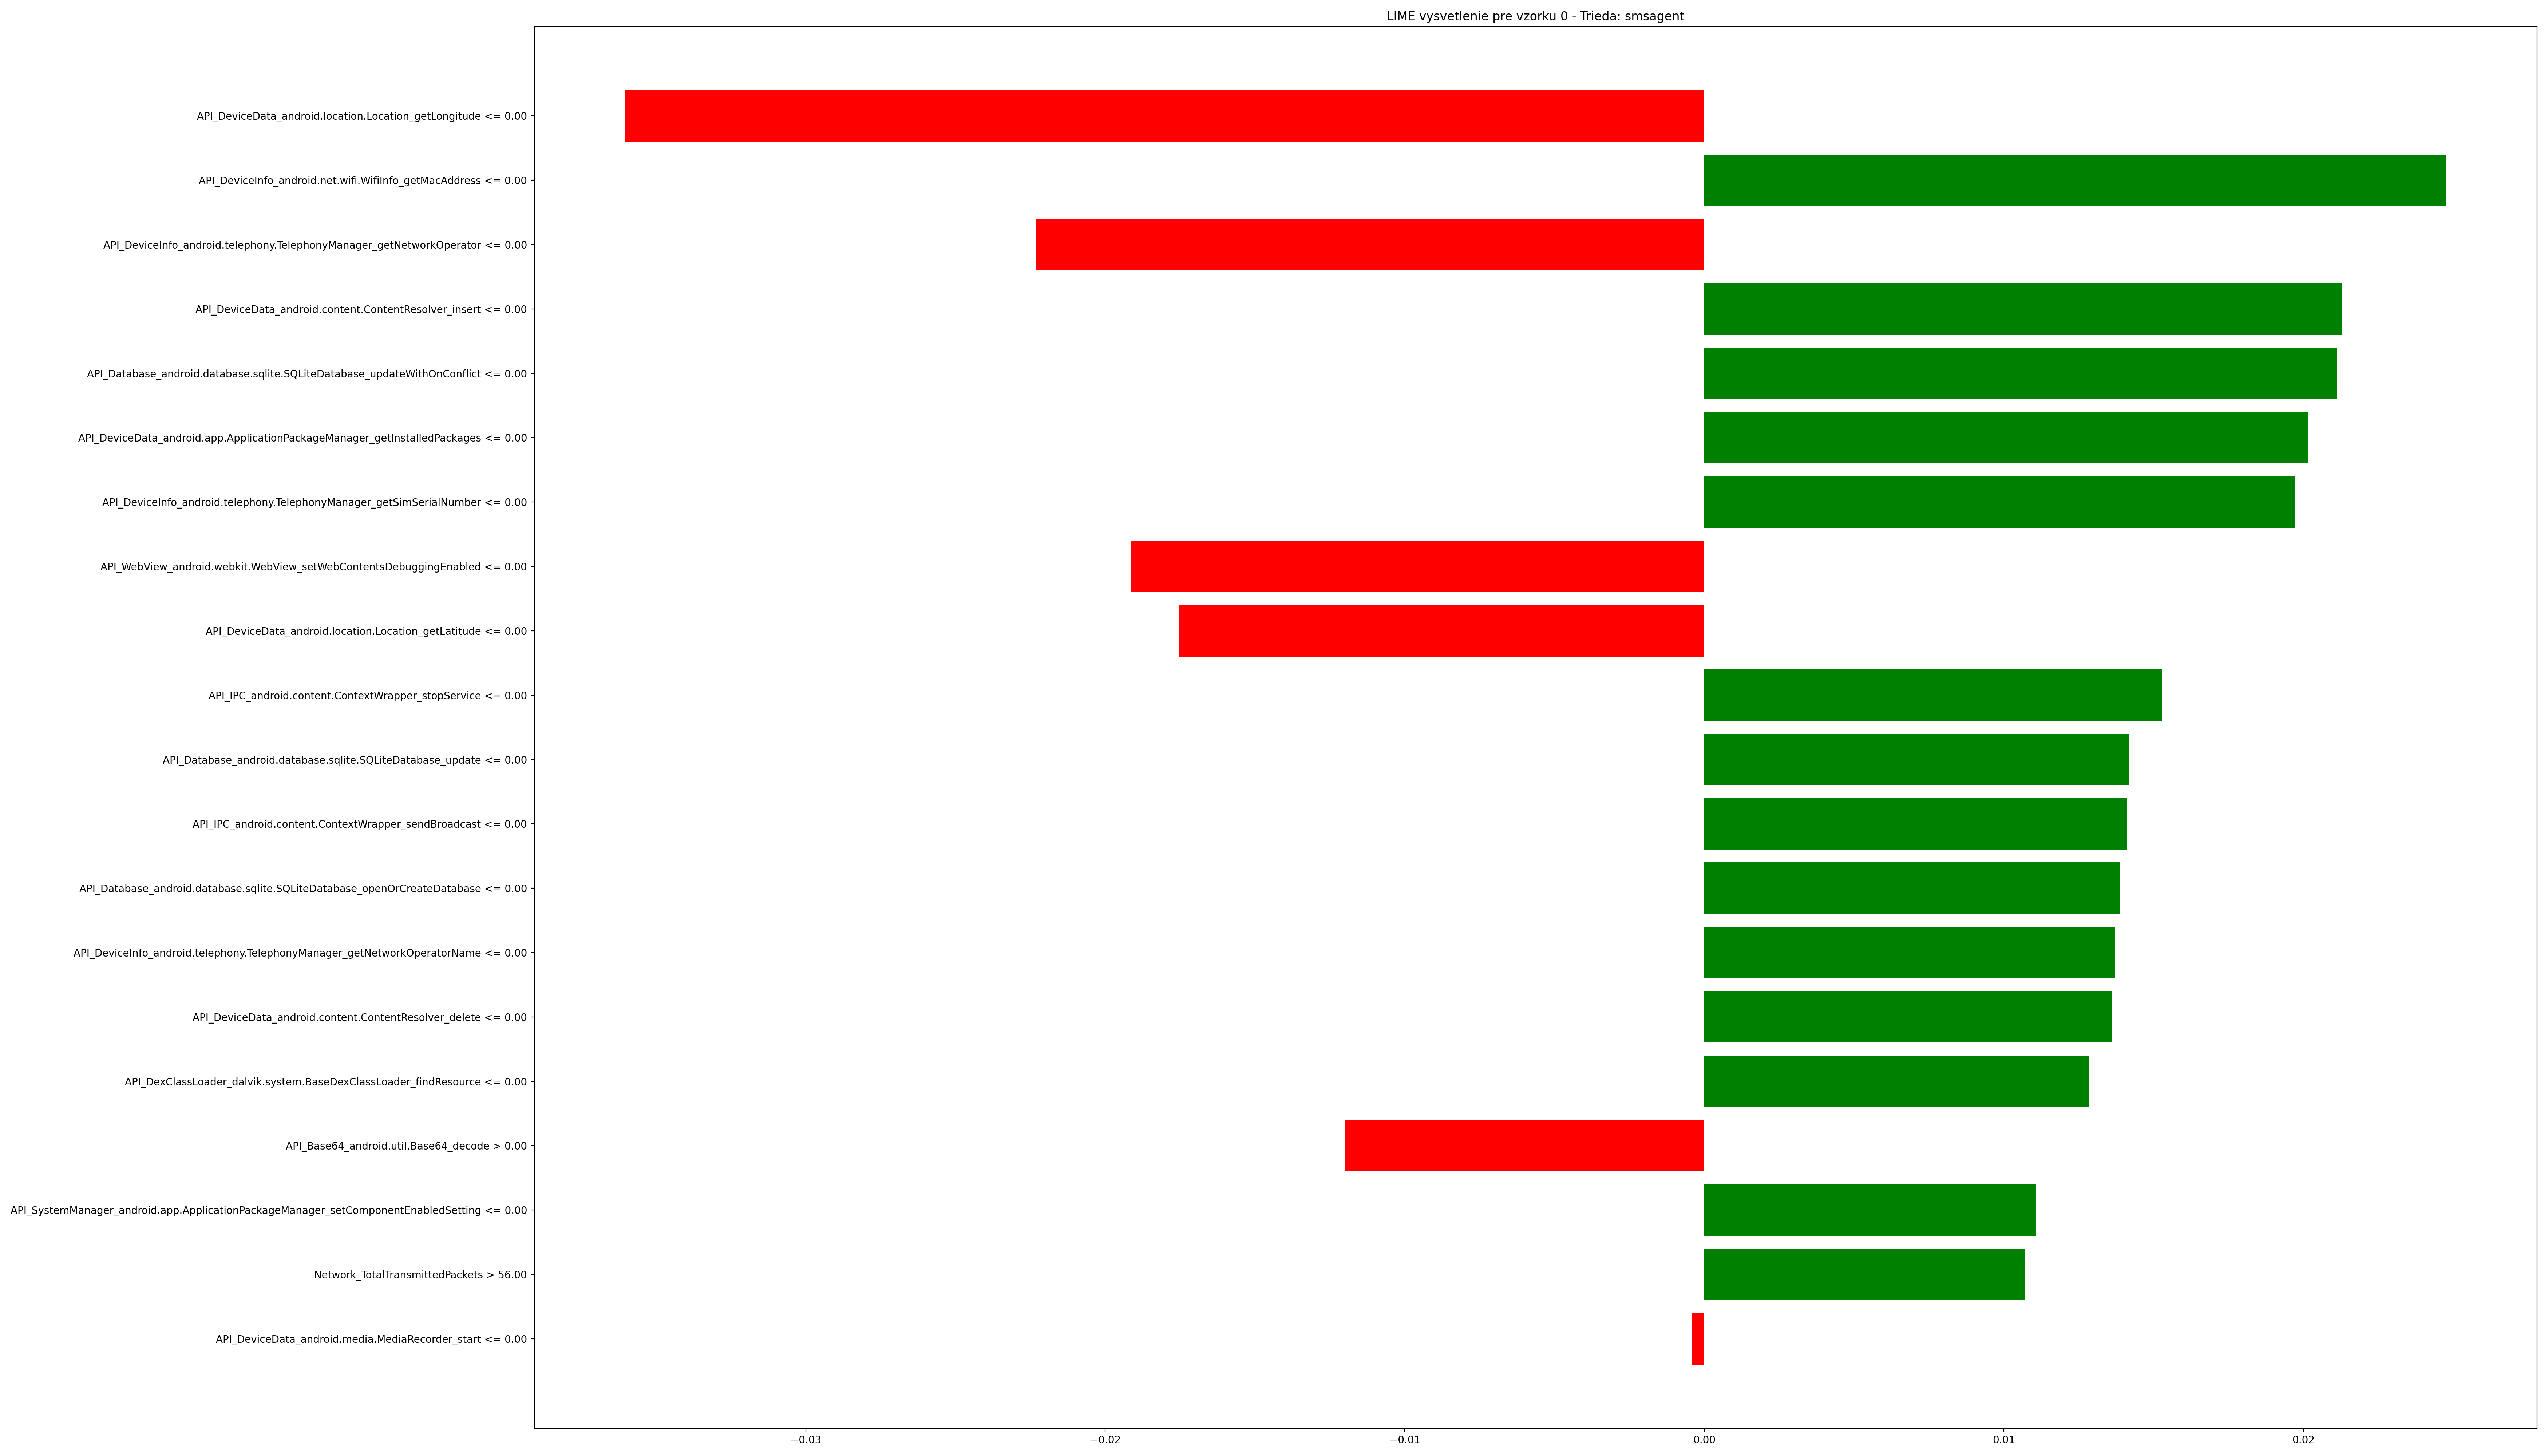 LIME vysvetlenie pre vzorku 0 - Trieda: smsagent
API_DeviceData_android.location.Location_getLongitude <= 0.00
API_DeviceInfo_android.net.wifi.WifiInfo_getMacAddress <= 0.00
API_DeviceInfo_android.telephony.TelephonyManager_getNetworkOperator <= 0.00
API_DeviceData_android.content.ContentResolver_insert <= 0.00
API_Database_android.database.sqlite.SQLiteDatabase_updateWithOnConflict <= 0.00
API_DeviceData_android.app.ApplicationPackageManager_getInstalledPackages <= 0.00
API_DeviceInfo_android.telephony.TelephonyManager_getSimSerialNumber <= 0.00
API_WebView_android.webkit.WebView_setWebContentsDebuggingEnabled <= 0.00
API_DeviceData_android.location.Location_getLatitude <= 0.00
API_IPC_android.content.ContextWrapper_stopService <= 0.00
API_Database_android.database.sqlite.SQLiteDatabase_update <= 0.00
API_IPC_android.content.ContextWrapper_sendBroadcast <= 0.00
API_Database_android.database.sqlite.SQLiteDatabase_openOrCreateDatabase <= 0.00
API_DeviceInfo_android.telephony.TelephonyManager_getNetworkOperatorName <= 0.00
API_DeviceData_android.content.ContentResolver_delete <= 0.00
API_DexClassLoader_dalvik.system.BaseDexClassLoader_findResource <= 0.00
API_Base64_android.util.Base64_decode > 0.00
API_SystemManager_android.app.ApplicationPackageManager_setComponentEnabledSetting <= 0.00
Network_TotalTransmittedPackets > 56.00
API_DeviceData_android.media.MediaRecorder_start <= 0.00
−0.03 −0.02 −0.01 0.00 0.01 0.02